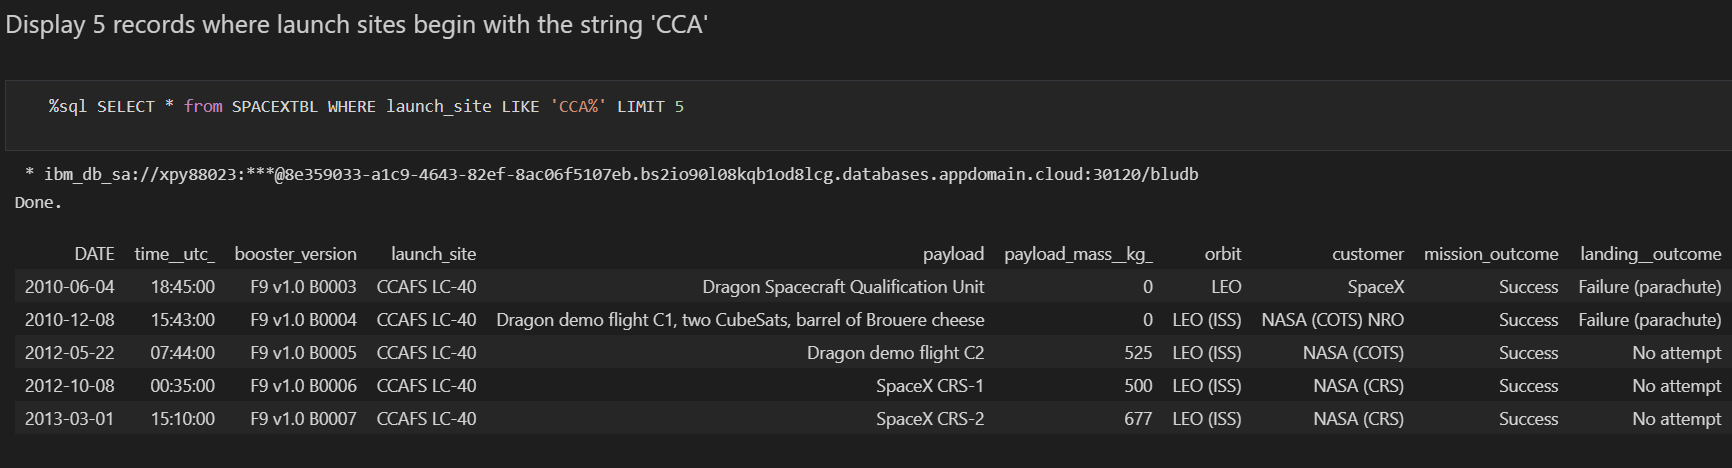 Display 5 records where launch sites begin with the string 'CCA'
%sql SELECT * from SPACEXTBL WHERE launch_site LIKE 'CCA%' LIMIT 5
* ibm_db_sa://xpy88023:***@8e359033-a1c9-4643-82ef-8ac06f5107eb.bs2io90l08kqb1od8lcg.databases.appdomain.cloud:30120/bludb
Done.
DATE time__utc_ booster_version launch_site payload payload_mass__kg_ orbit customer mission_outcome landing__outcome
2010-06-04 18:45:00 F9 v1.0 B0003 CCAFS LC-40 Dragon Spacecraft Qualification Unit 0 LEO SpaceX Success Failure (parachute)
2010-12-08 15:43:00 F9 v1.0 B0004 CCAFS LC-40 Dragon demo flight C1, two CubeSats, barrel of Brouere cheese 0 LEO (ISS) NASA (COTS) NRO Success Failure (parachute)
2012-05-22 07:44:00 F9 v1.0 B0005 CCAFS LC-40 Dragon demo flight C2 525 LEO (ISS) NASA (COTS) Success No attempt
2012-10-08 00:35:00 F9 v1.0 B0006 CCAFS LC-40 SpaceX CRS-1 500 LEO (ISS) NASA (CRS) Success No attempt
2013-03-01 15:10:00 F9 v1.0 B0007 CCAFS LC-40 SpaceX CRS-2 677 LEO (ISS) NASA (CRS) Success No attempt